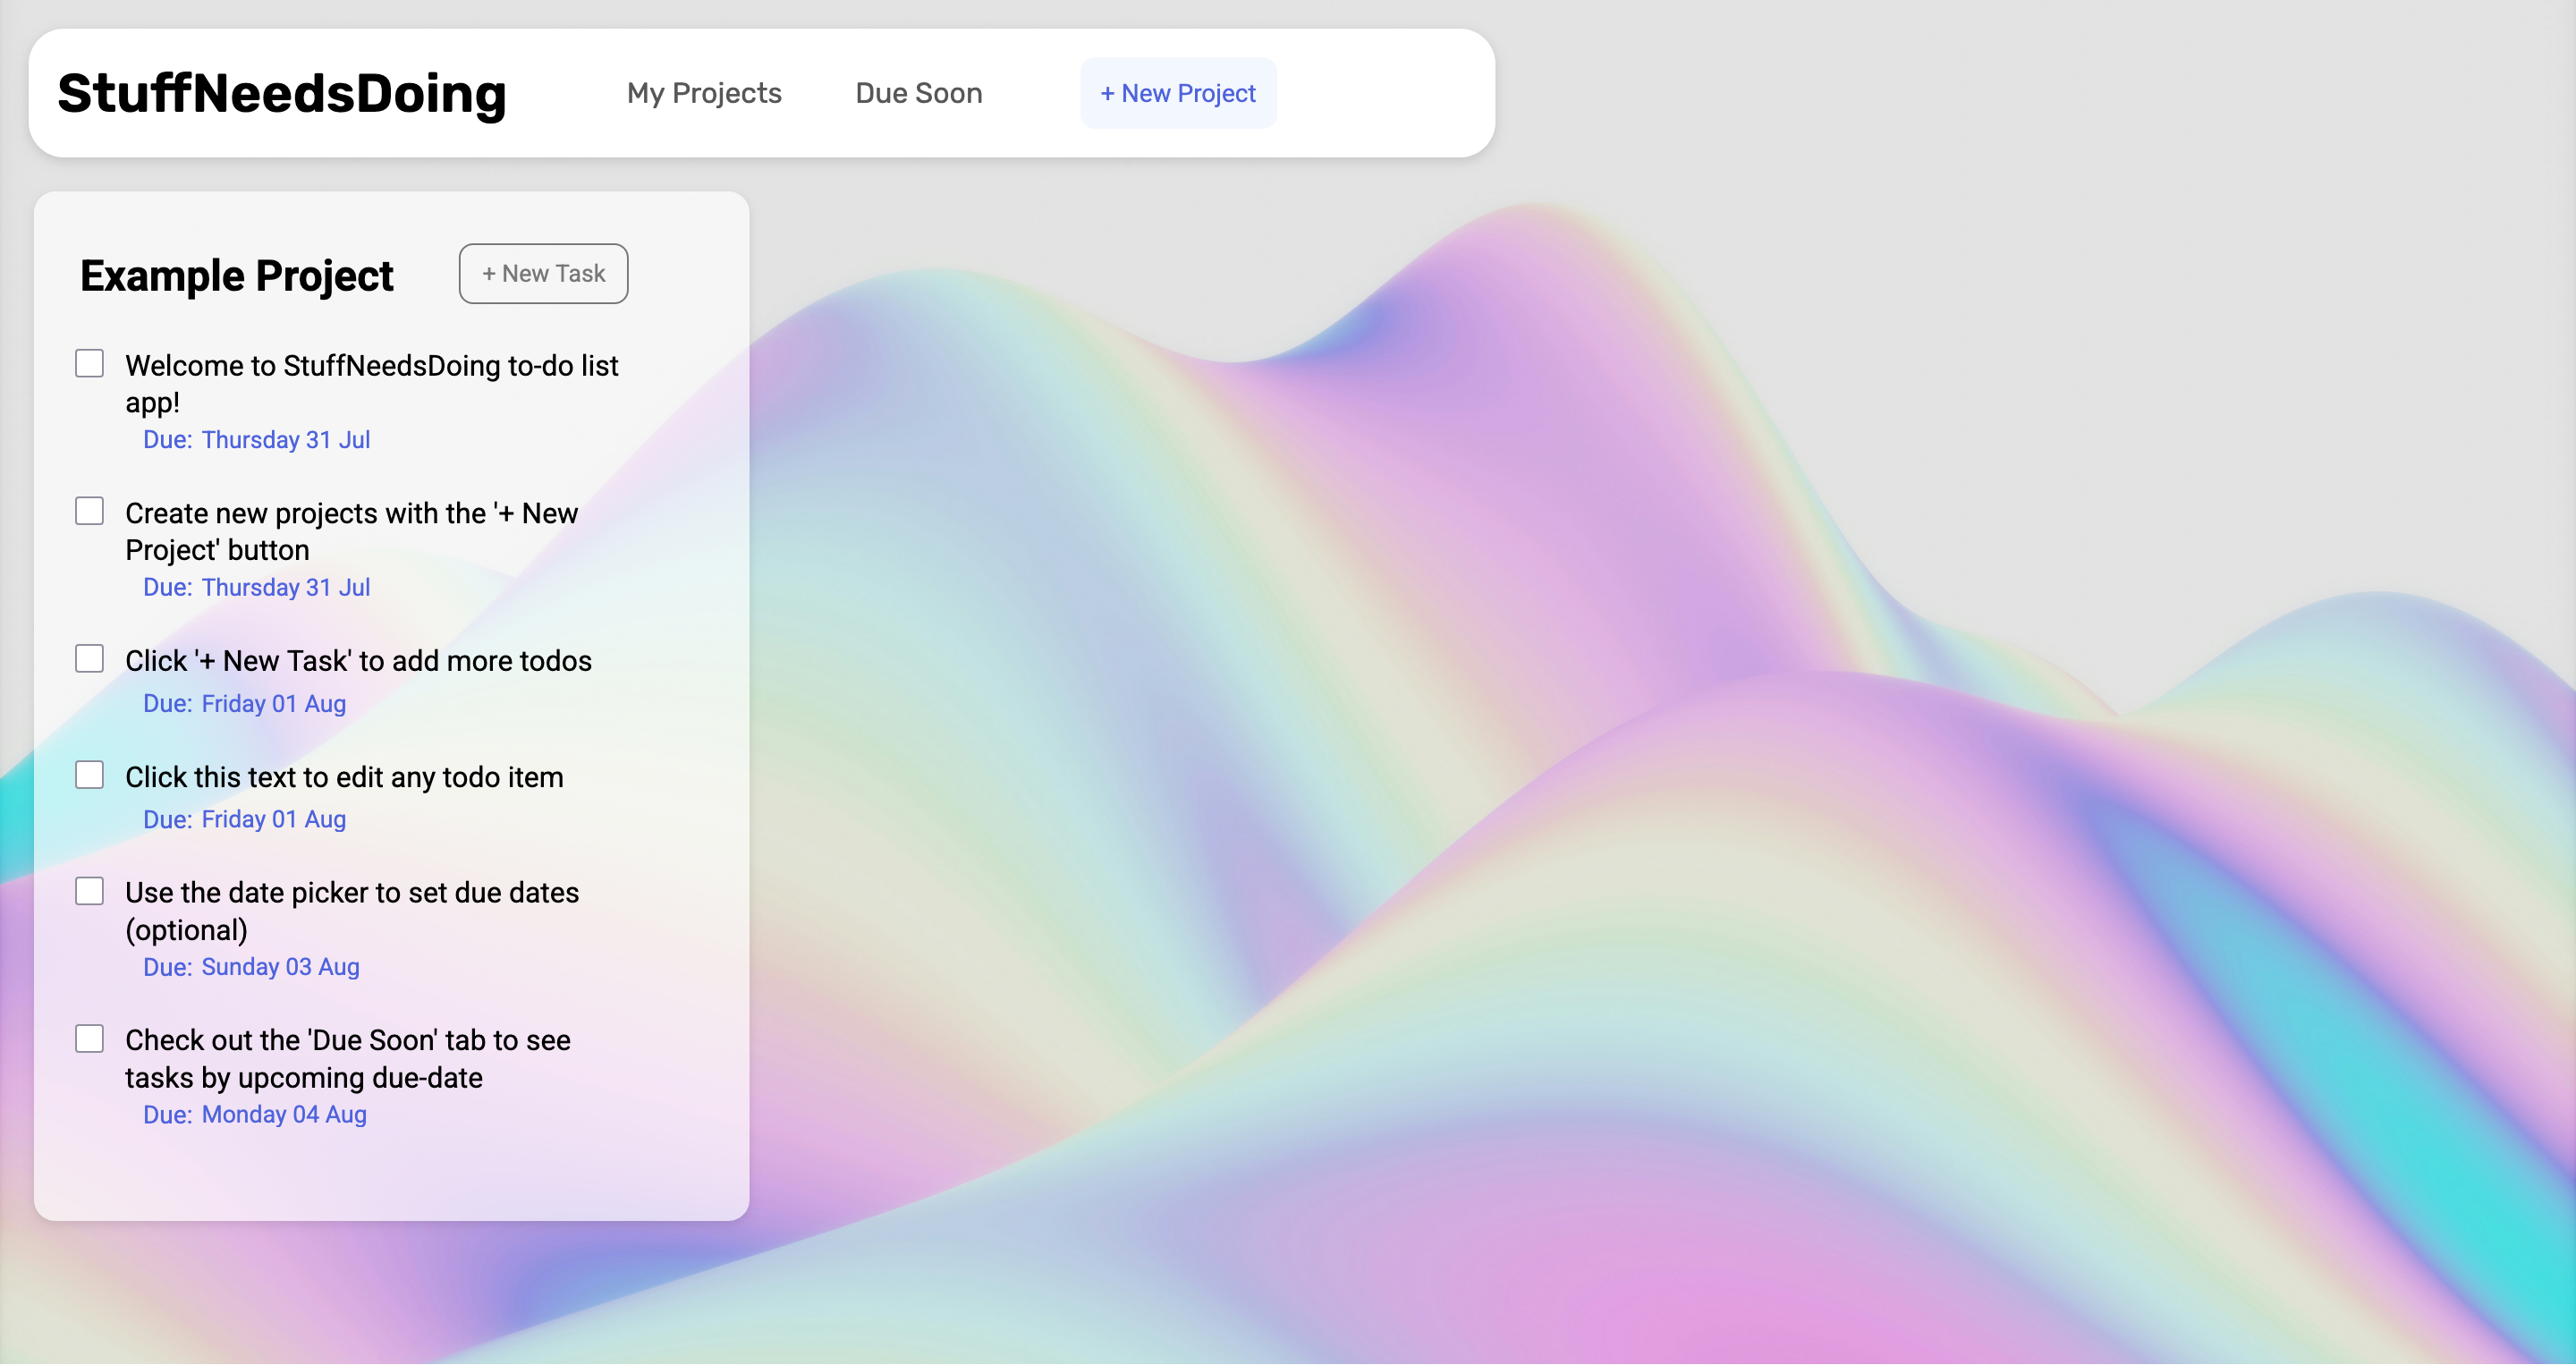 StuffNeedsDoing
My Projects
Due Soon
+ New Project
Example Project
+ New Task
Welcome to StuffNeedsDoing to-do list
app!
Due: Thursday 31 Jul
Create new projects with the '+ New
Project' button
Due: Thursday 31 Jul
Click '+ New Task' to add more todos
Due: Friday 01 Aug
Click this text to edit any todo item
Due: Friday 01 Aug
Use the date picker to set due dates
(optional)
Due: Sunday 03 Aug
Check out the 'Due Soon' tab to see
tasks by upcoming due-date
Due: Monday 04 Aug